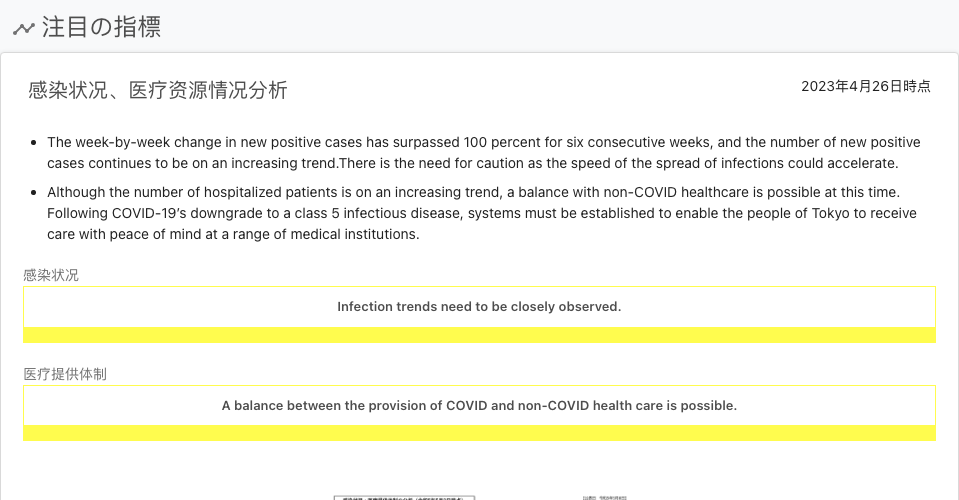 注目の指標
感染状况、医疗资源情况分析
2023年4月26日時点
The week-by-week change in new positive cases has surpassed 100 percent for six consecutive weeks, and the number of new positive
cases continues to be on an increasing trend.There is the need for caution as the speed of the spread of infections could accelerate.
Although the number of hospitalized patients is on an increasing trend, a balance with non-COVID healthcare is possible at this time.
Following COVID-19’s downgrade to a class 5 infectious disease, systems must be established to enable the people of Tokyo to receive
care with peace of mind at a range of medical institutions.
感染状况
Infection trends need to be closely observed.
医疗提供体制
A balance between the provision of COVID and non-COVID health care is possible.